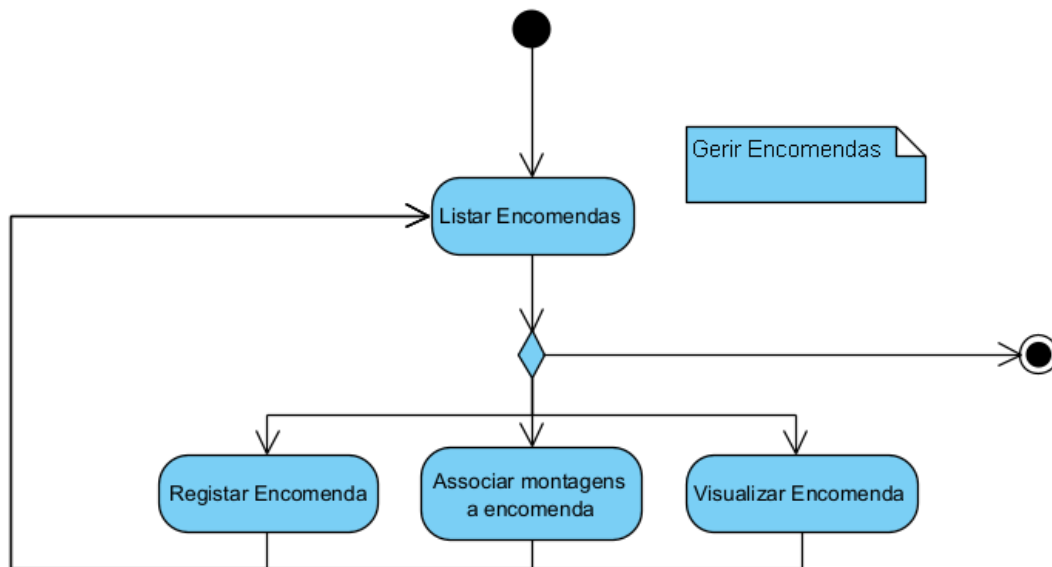 Gerir Encomendas
Listar Encomendas
Registar Encomenda
Associar montagens
a encomenda
Visualizar Encomenda